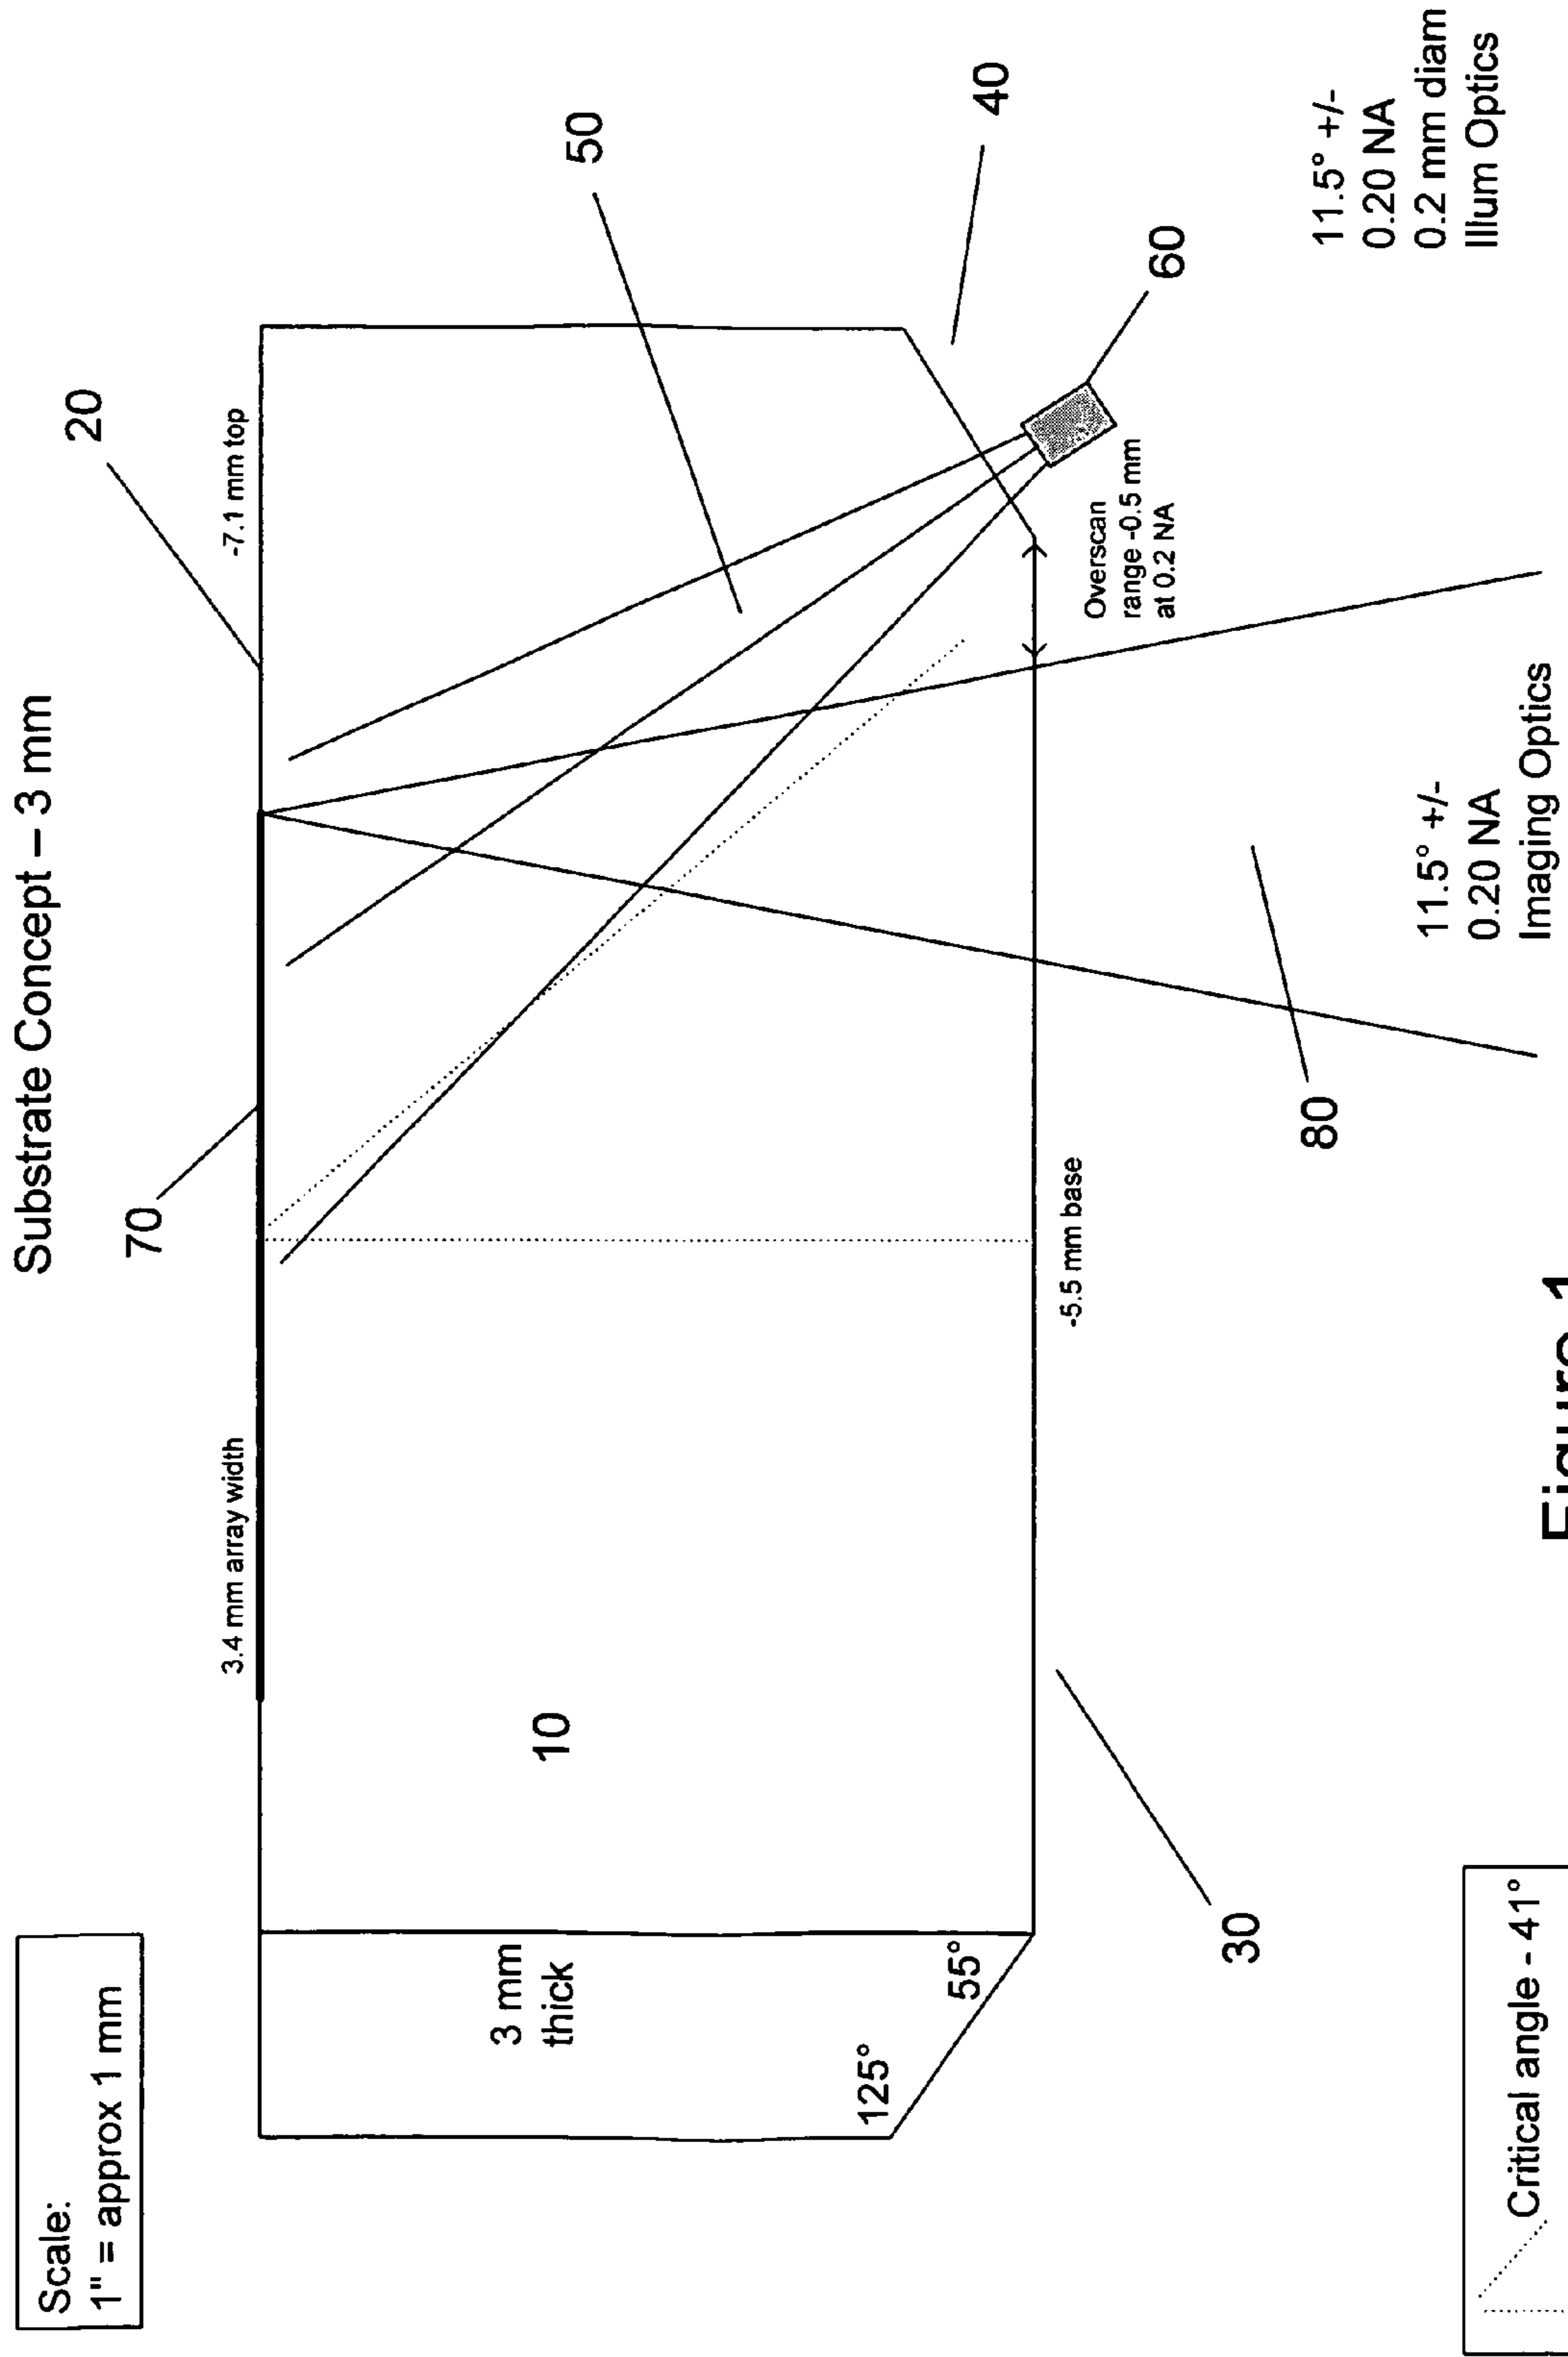 Substrate Concept – 3 mm
Scale:
1" = approx 1 mm
70
20
3.4 mm array width
-7.1 mm top
50
10
3 mm
thick
40
55°
125°
60
Overscan
range -0.5 mm
at 0.2 NA
-5.5 mm base
30
80
11.5° +/-
0.20 NA
0.2 mm diam
Illum Optics
11.5° +/-
0.20 NA
Imaging Optics
Critical angle - 41°
Figure 1